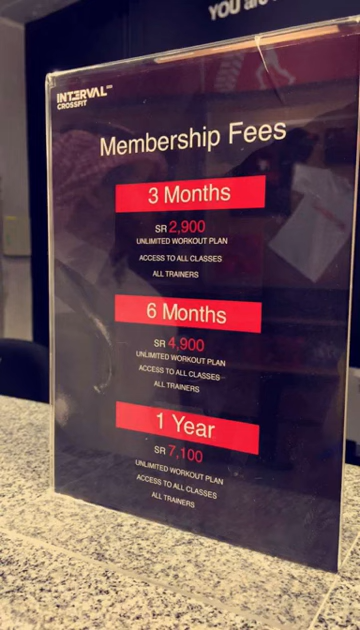 YOU are
INTERVAL
CROSSFIT
Membership Fees
3 Months
SR 2,900
UNLIMITED WORKOUT PLAN
ACCESS TO ALL CLASSES
ALL TRAINERS
6 Months
SR 4,900
UNLIMITED WORKOUT PLAN
ACCESS TO ALL CLASSES
ALL TRAINERS
1 Year
SR 7,100
UNLIMITED WORKOUT PLAN
ACCESS TO ALL CLASSES
ALL TRAINERS